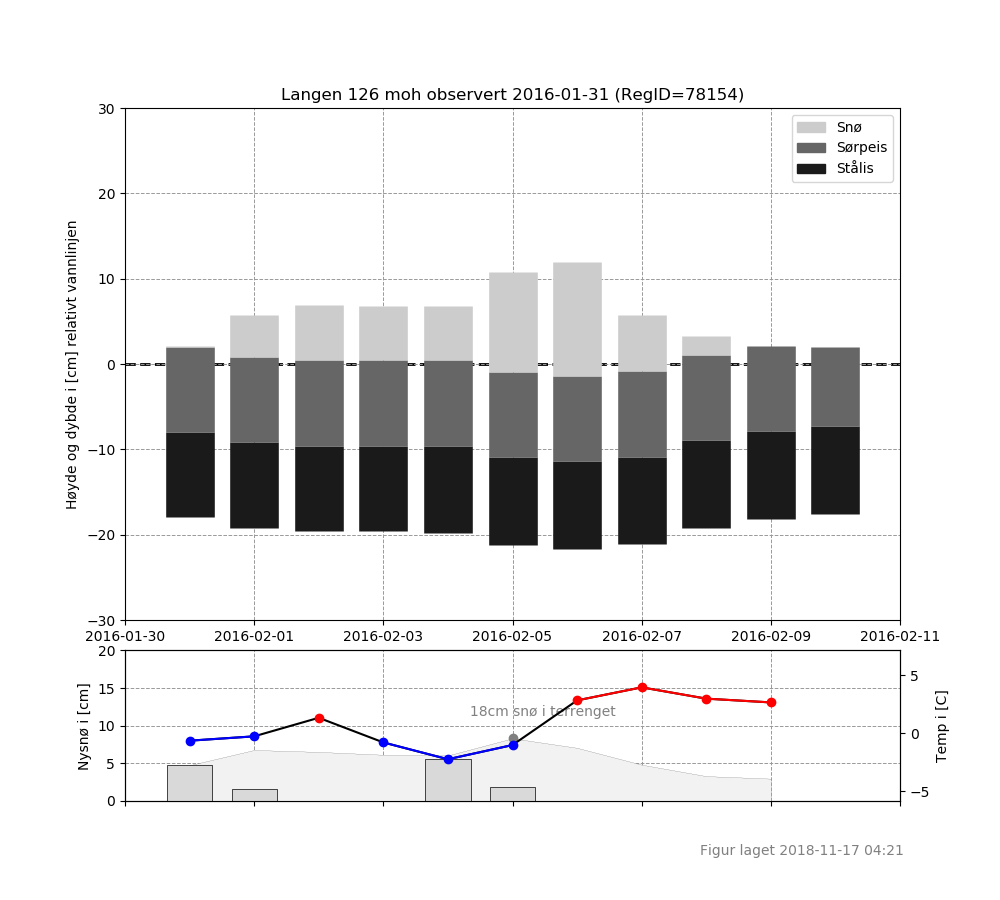 Langen 126 moh observert 2016-01-31 (RegID=78154)
Høyde og dybde i [cm] relativt vannlinjen
30
20
10
0
−10
−20
−30
Snø
Sørpeis
Stålis
2016-01-30 2016-02-01 2016-02-03 2016-02-05 2016-02-07 2016-02-09 2016-02-11
Nysnø i [cm]
20
15
10
5
0
18cm snø i terrenget
5
0
−5
Temp i [C]
Figur laget 2018-11-17 04:21